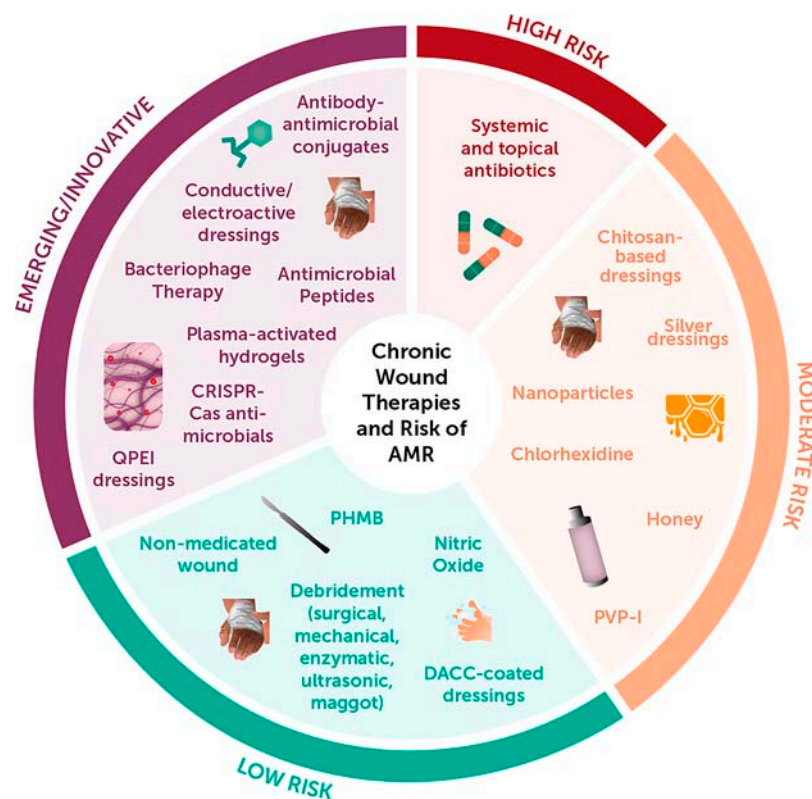 HIGH RISK
Systemic
and topical
antibiotics
MODERATE RISK
Chitosan-
based
dressings
Silver
dressings
Nanoparticles
Chlorhexidine
Honey
PVP-I
LOW RISK
PHMB
Non-medicated
wound
Nitric
Oxide
Debridement
(surgical,
mechanical,
enzymatic,
ultrasonic,
maggot)
DACC-coated
dressings
EMERGING/INNOVATIVE
Antibody-
antimicrobial
conjugates
Conductive/
electroactive
dressings
Bacteriophage
Therapy
Antimicrobial
Peptides
Plasma-activated
hydrogels
CRISPR-
Cas anti-
microbials
QPEI
dressings
Chronic
Wound
Therapies
and Risk of
AMR